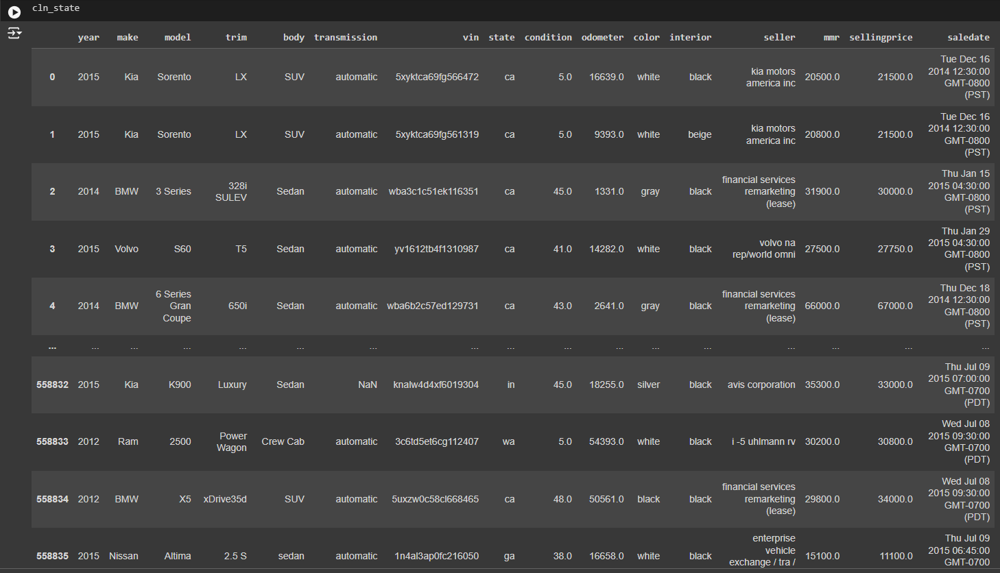 cln_state
year make model trim body transmission vin state condition odometer color interior seller mmr sellingprice saledate
0 2015 Kia Sorento LX SUV automatic 5xyktca69fg566472 ca 5.0 16639.0 white black kia motors america inc 20500.0 21500.0 Tue Dec 16 2014 12:30:00 GMT-0800 (PST)
1 2015 Kia Sorento LX SUV automatic 5xyktca69fg561319 ca 5.0 9393.0 white beige kia motors america inc 20800.0 21500.0 Tue Dec 16 2014 12:30:00 GMT-0800 (PST)
2 2014 BMW 3 Series 328i SULEV Sedan automatic wba3c1c51ek116351 ca 45.0 1331.0 gray black financial services remarketing (lease) 31900.0 30000.0 Thu Jan 15 2015 04:30:00 GMT-0800 (PST)
3 2015 Volvo S60 T5 Sedan automatic yv1612tb4f1310987 ca 41.0 14282.0 white black volvo na rep/world omni 27500.0 27750.0 Thu Jan 29 2015 04:30:00 GMT-0800 (PST)
4 2014 BMW 6 Series Gran Coupe 650i Sedan automatic wba6b2c57ed129731 ca 43.0 2641.0 gray black financial services remarketing (lease) 66000.0 67000.0 Thu Dec 18 2014 12:30:00 GMT-0800 (PST)
... ... ... ... ... ... ... ... ... ... ... ... ... ... ... ... ...
558832 2015 Kia K900 Luxury Sedan NaN knalw4d4xf6019304 in 45.0 18255.0 silver black avis corporation 35300.0 33000.0 Thu Jul 09 2015 07:00:00 GMT-0700 (PDT)
558833 2012 Ram 2500 Power Wagon Crew Cab automatic 3c6td5et6cg112407 wa 5.0 54393.0 white black i -5 uhlmann rv 30200.0 30800.0 Wed Jul 08 2015 09:30:00 GMT-0700 (PDT)
558834 2012 BMW X5 xDrive35d SUV automatic 5uxzw0c58cl668465 ca 48.0 50561.0 black black financial services remarketing (lease) 29800.0 34000.0 Wed Jul 08 2015 09:30:00 GMT-0700 (PDT)
558835 2015 Nissan Altima 2.5 S sedan automatic 1n4al3ap0fc216050 ga 38.0 16658.0 white black enterprise vehicle exchange / tra / 15100.0 11100.0 Thu Jul 09 2015 06:45:00 GMT-0700